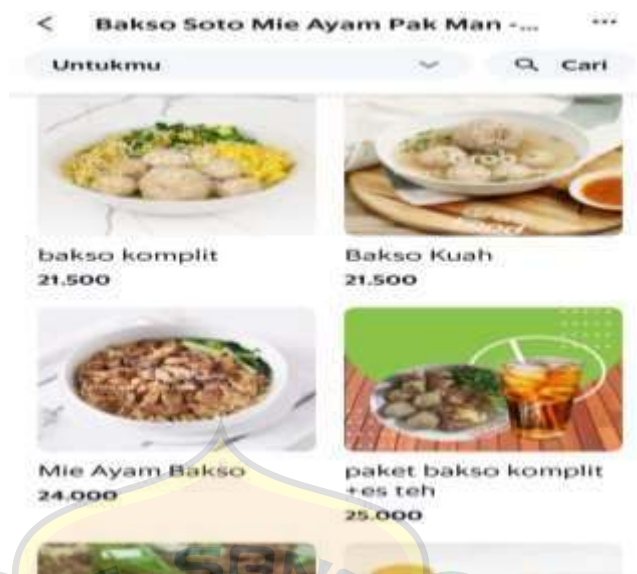 Bakso Soto Mie Ayam Pak Man -...
Untukmu
Cari
bakso komplit
21.500
Bakso Kuah
21.500
Mie Ayam Bakso
24.000
paket bakso komplit
+es teh
25.000